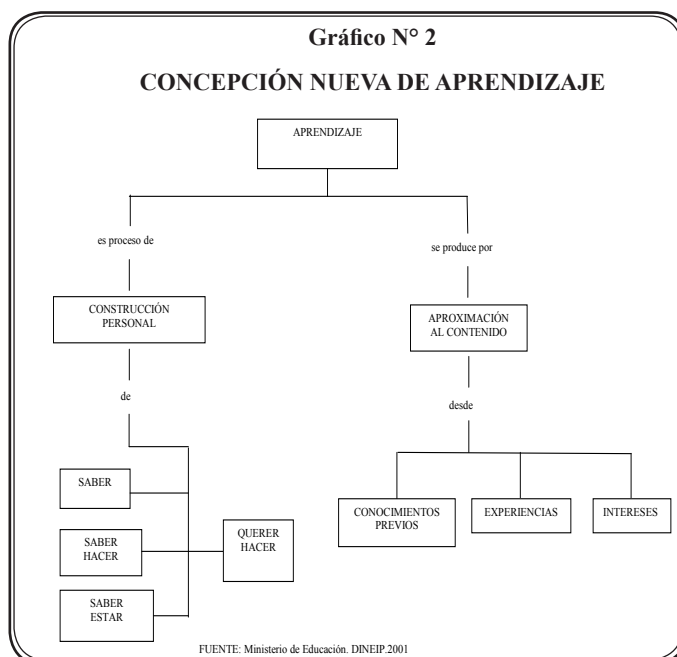 Gráfico N° 2
CONCEPCIÓN NUEVA DE APRENDIZAJE
APRENDIZAJE
es proceso de
se produce por
CONSTRUCCIÓN
PERSONAL
APROXIMACIÓN
AL CONTENIDO
de
desde
SABER
SABER
HACER
SABER
ESTAR
QUERER
HACER
CONOCIMIENTOS
PREVIOS
EXPERIENCIAS
INTERESES
FUENTE: Ministerio de Educación. DINEIP.2001